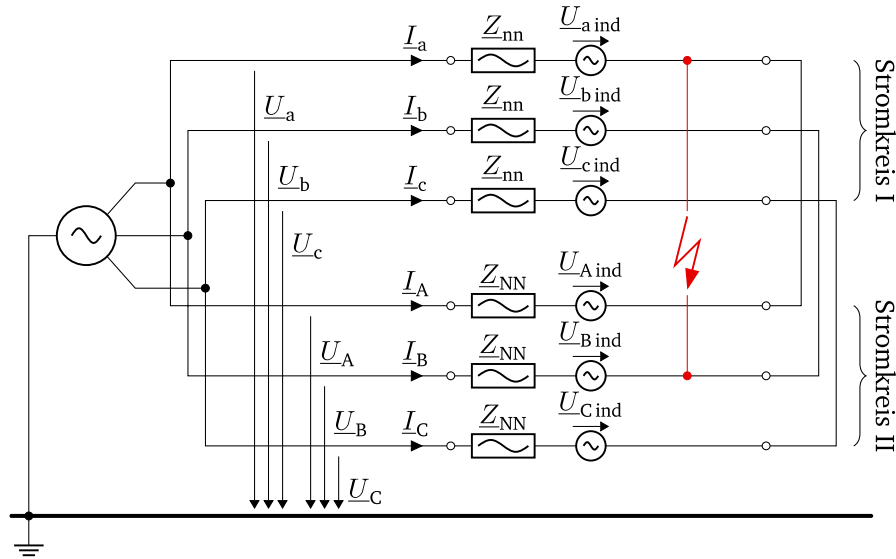 I_a Z_nn U_a ind
U_a
I_b Z_nn U_b ind
U_b
I_c Z_nn U_c ind
U_c
Stromkreis I
I_A Z_NN U_A ind
U_A
I_B Z_NN U_B ind
U_B
I_C Z_NN U_C ind
U_C
Stromkreis II